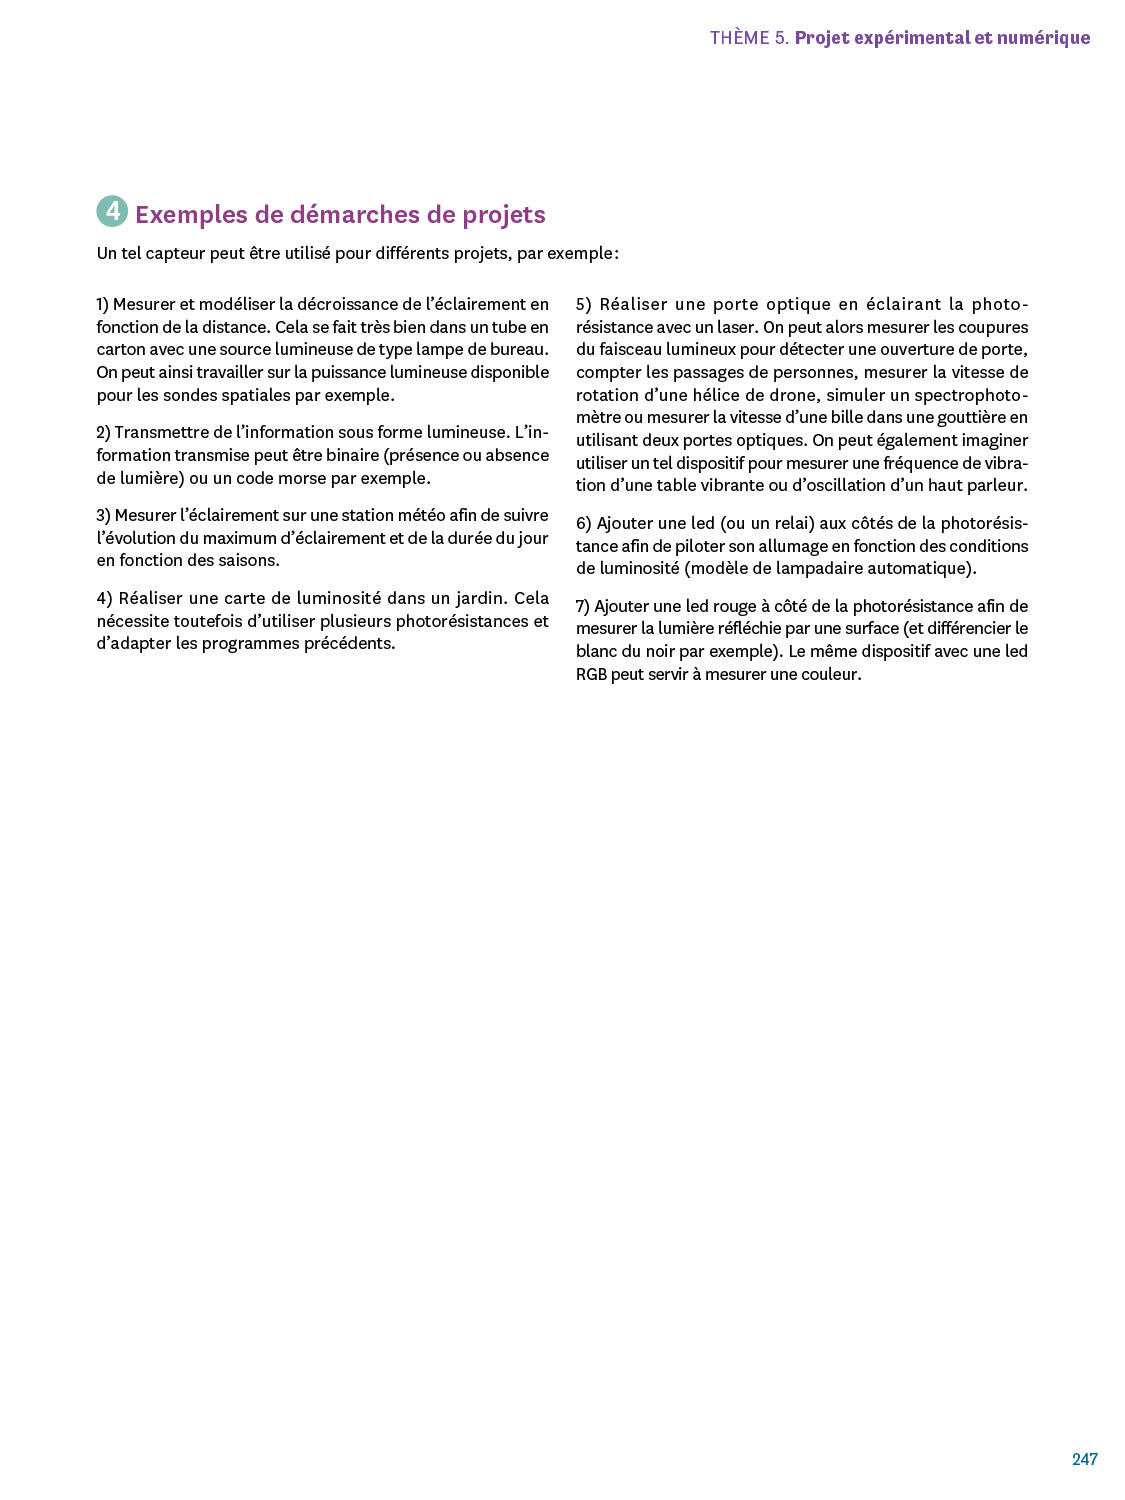 THÈME 5. Projet expérimental et numérique
4 Exemples de démarches de projets
Un tel capteur peut être utilisé pour différents projets, par exemple :
1) Mesurer et modéliser la décroissance de l’éclairement en
fonction de la distance. Cela se fait très bien dans un tube en
carton avec une source lumineuse de type lampe de bureau.
On peut ainsi travailler sur la puissance lumineuse disponible
pour les sondes spatiales par exemple.
2) Transmettre de l’information sous forme lumineuse. L’in-
formation transmise peut être binaire (présence ou absence
de lumière) ou un code morse par exemple.
3) Mesurer l’éclairement sur une station météo afin de suivre
l’évolution du maximum d’éclairement et de la durée du jour
en fonction des saisons.
4) Réaliser une carte de luminosité dans un jardin. Cela
nécessite toutefois d’utiliser plusieurs photorésistances et
d’adapter les programmes précédents.
5) Réaliser une porte optique en éclairant la photo-
résistance avec un laser. On peut alors mesurer les coupures
du faisceau lumineux pour détecter une ouverture de porte,
compter les passages de personnes, mesurer la vitesse de
rotation d’une hélice de drone, simuler un spectrophoto-
mètre ou mesurer la vitesse d’une bille dans une gouttière en
utilisant deux portes optiques. On peut également imaginer
utiliser un tel dispositif pour mesurer une fréquence de vibra-
tion d’une table vibrante ou d’oscillation d’un haut parleur.
6) Ajouter une led (ou un relai) aux côtés de la photorésis-
tance afin de piloter son allumage en fonction des conditions
de luminosité (modèle de lampadaire automatique).
7) Ajouter une led rouge à côté de la photorésistance afin de
mesurer la lumière réfléchie par une surface (et différencier le
blanc du noir par exemple). Le même dispositif avec une led
RGB peut servir à mesurer une couleur.
247